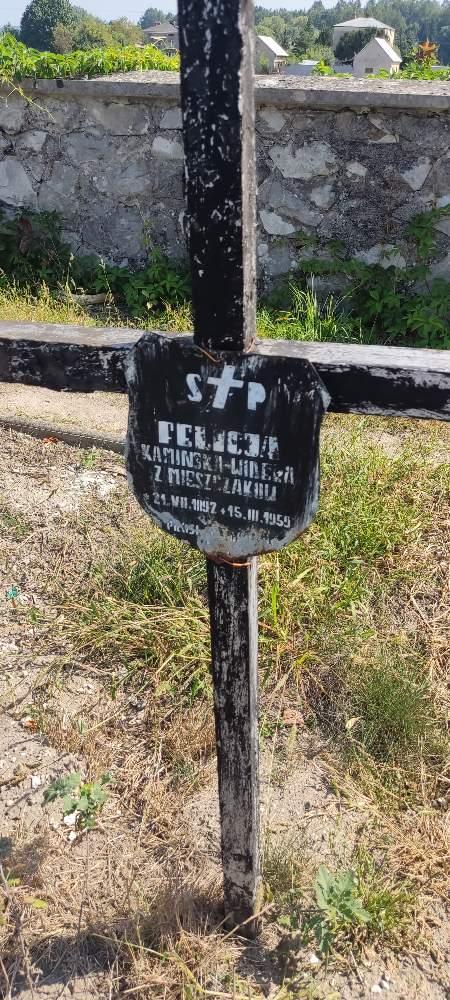 S P
FELICJA
KAMIŃSKA-WIDERA
Z MIESZCZAKÓW
* 21.VII.1892 + 15.III.1959